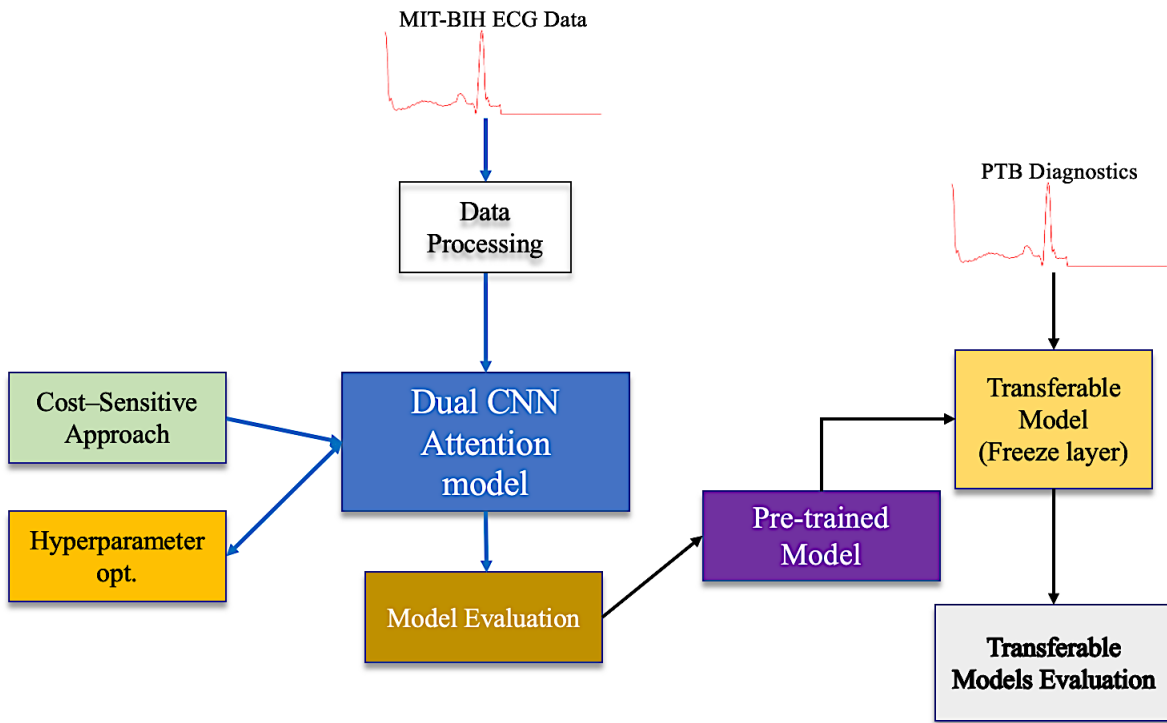 MIT-BIH ECG Data
Data
Processing
PTB Diagnostics
Cost–Sensitive
Approach
Dual CNN
Attention
model
Transferable
Model
(Freeze layer)
Hyperparameter
opt.
Pre-trained
Model
Model Evaluation
Transferable
Models Evaluation